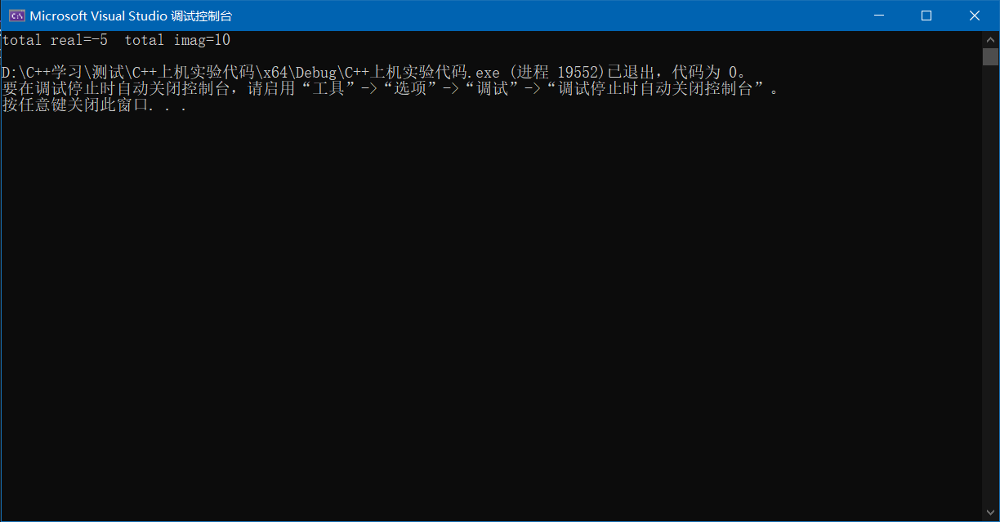 Microsoft Visual Studio 调试控制台
total real=-5  total imag=10
D:\C++学习\测试\C++上机实验代码\x64\Debug\C++上机实验代码.exe (进程 19552)已退出，代码为 0。
要在调试停止时自动关闭控制台，请启用“工具”->“选项”->“调试”->“调试停止时自动关闭控制台”。
按任意键关闭此窗口. . .